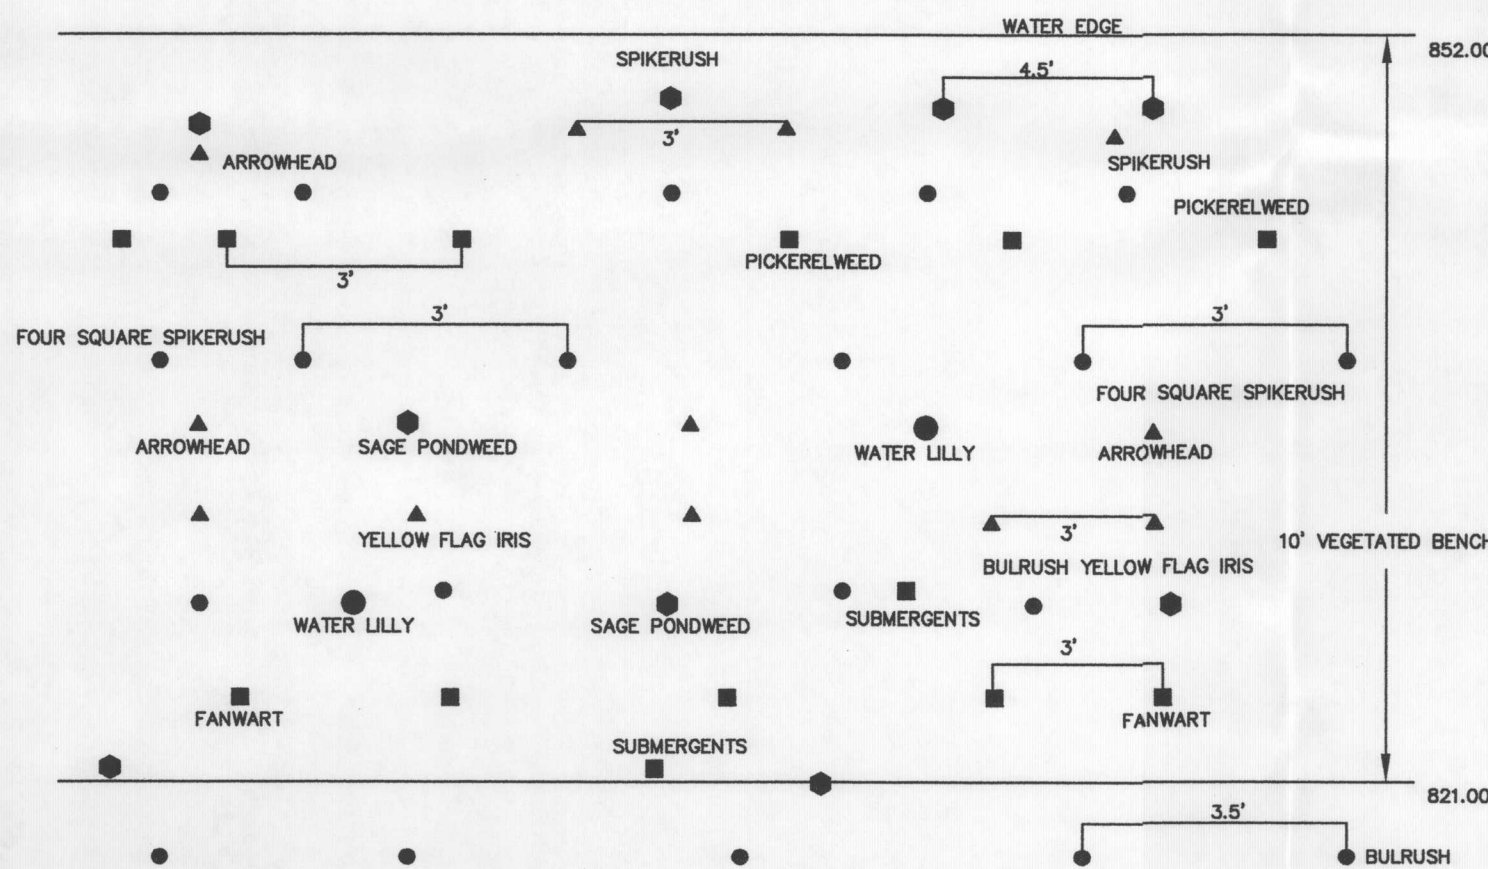 WATER EDGE
852.00
SPIKERUSH
4.5'
3'
ARROWHEAD
SPIKERUSH
PICKERELWEED
PICKERELWEED
3'
3'
3'
FOUR SQUARE SPIKERUSH
FOUR SQUARE SPIKERUSH
ARROWHEAD
SAGE PONDWEED
WATER LILLY
ARROWHEAD
3'
YELLOW FLAG IRIS
10' VEGETATED BENCH
BULRUSH YELLOW FLAG IRIS
WATER LILLY
SAGE PONDWEED
SUBMERGENTS
3'
FANWART
FANWART
SUBMERGENTS
821.00
3.5'
BULRUSH